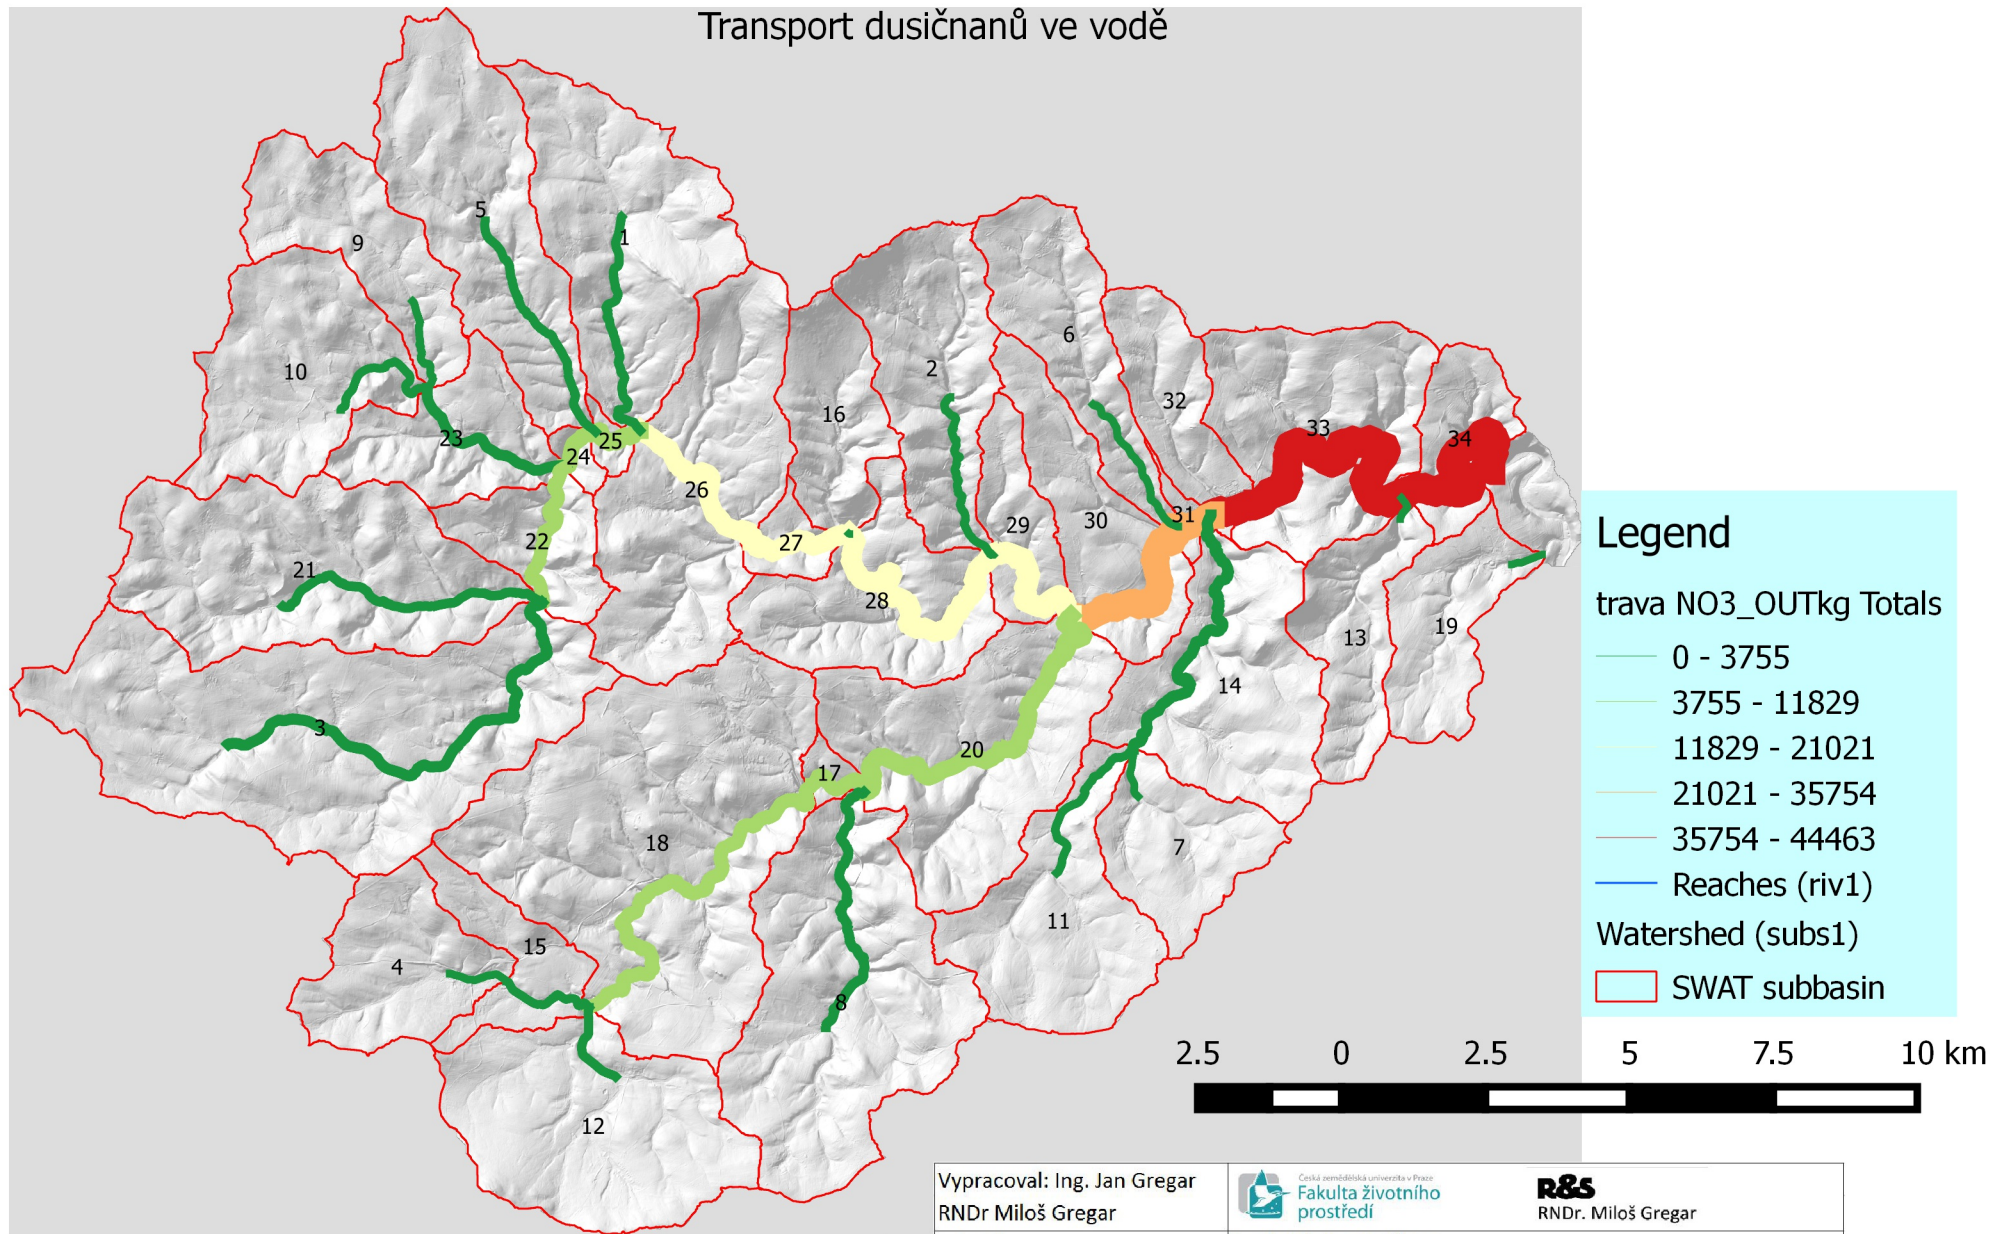 Transport dusičnanů ve vodě
5
1
9
6
2
10
32
16
33
34
23
25
24
26
29
30
31
22
27
21
28
13
19
14
3
20
17
18
7
11
15
4
8
12
Legend
trava NO3_OUTkg Totals
0 - 3755
3755 - 11829
11829 - 21021
21021 - 35754
35754 - 44463
Reaches (riv1)
Watershed (subs1)
SWAT subbasin
2.5 0 2.5 5 7.5 10 km
Vypracoval: Ing. Jan Gregar
RNDr Miloš Gregar
Česká zemědělská univerzita v Praze
Fakulta životního
prostředí
R&S
RNDr. Miloš Gregar